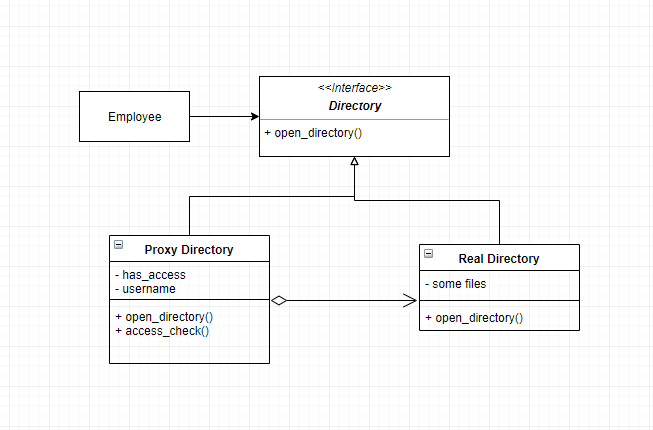 <<Interface>>
Directory
Employee
+ open_directory()
Proxy Directory
- has_access
- username
+ open_directory()
+ access_check()
Real Directory
- some files
+ open_directory()